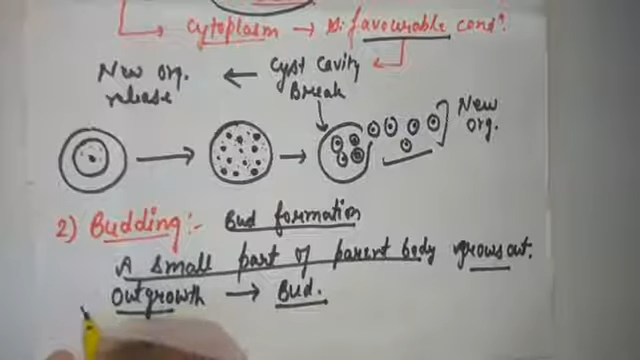 Cytoplasm → favourable cond?
New org. ← Cyst Cavity
release Break
New
org.
2) Budding:- Bud formation
A small part of parent body grows out.
Outgrowth → Bud.